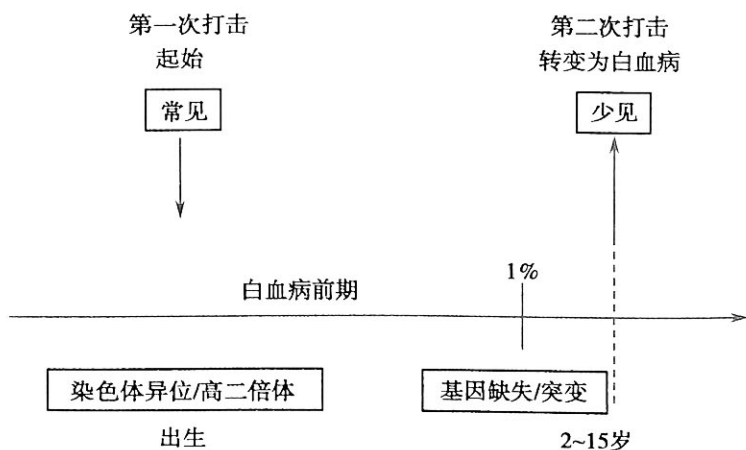 第一次打击
起始
常见
第二次打击
转变为白血病
少见
白血病前期
1%
染色体异位/高二倍体
出生
基因缺失/突变
2~15岁